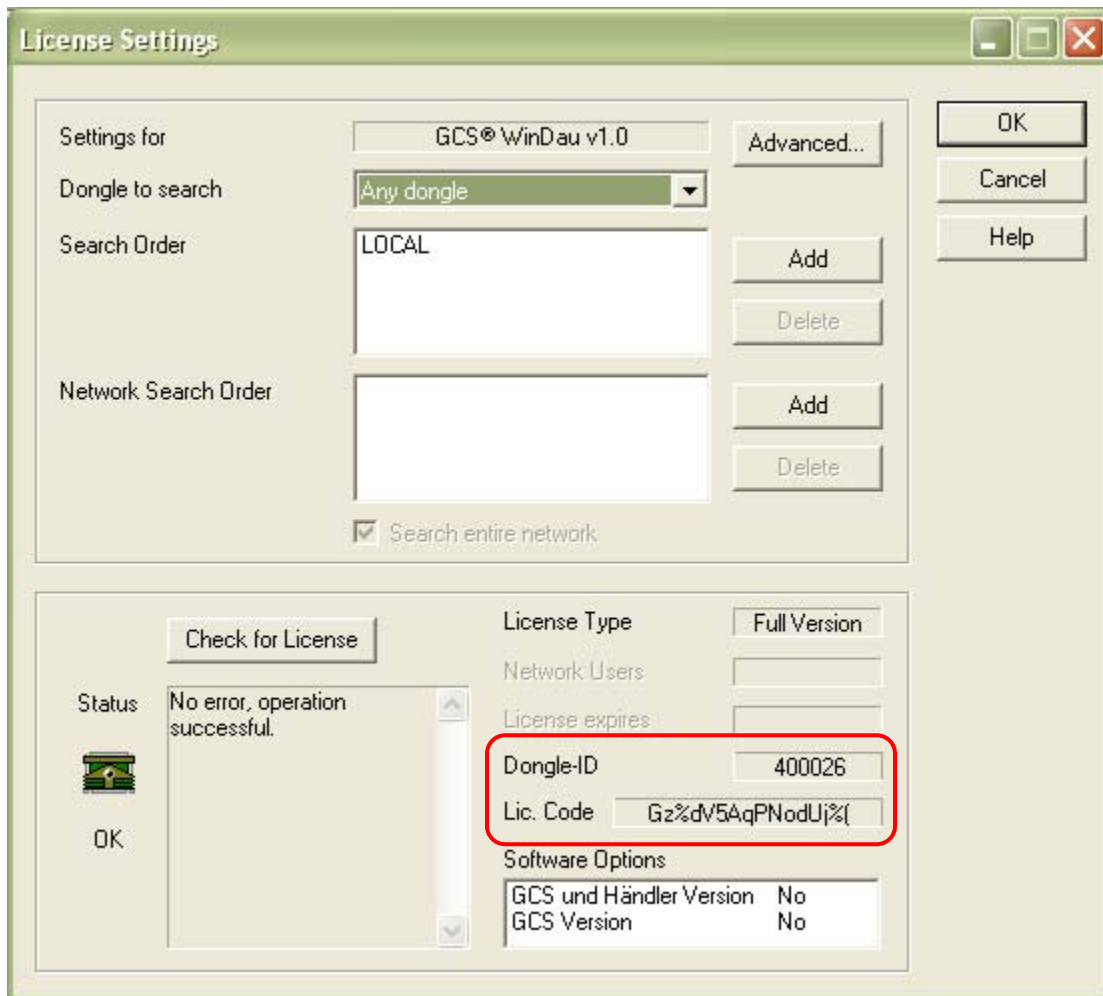 License Settings
Settings for GCS® WinDau v1.0 Advanced...
Dongle to search Any dongle
Search Order LOCAL Add
Delete
Network Search Order Add
Delete
Search entire network
OK
Cancel
Help
Check for License
Status No error, operation
successful.
OK
License Type Full Version
Network Users
License expires
Dongle-ID 400026
Lic. Code Gz%dV5AqPNodUj%(
Software Options
GCS und Händler Version No
GCS Version No